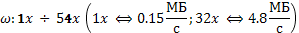 ω: 1x ÷ 54x (1x ⇔ 0.15 МБ/с; 32x ⇔ 4.8 МБ/с)